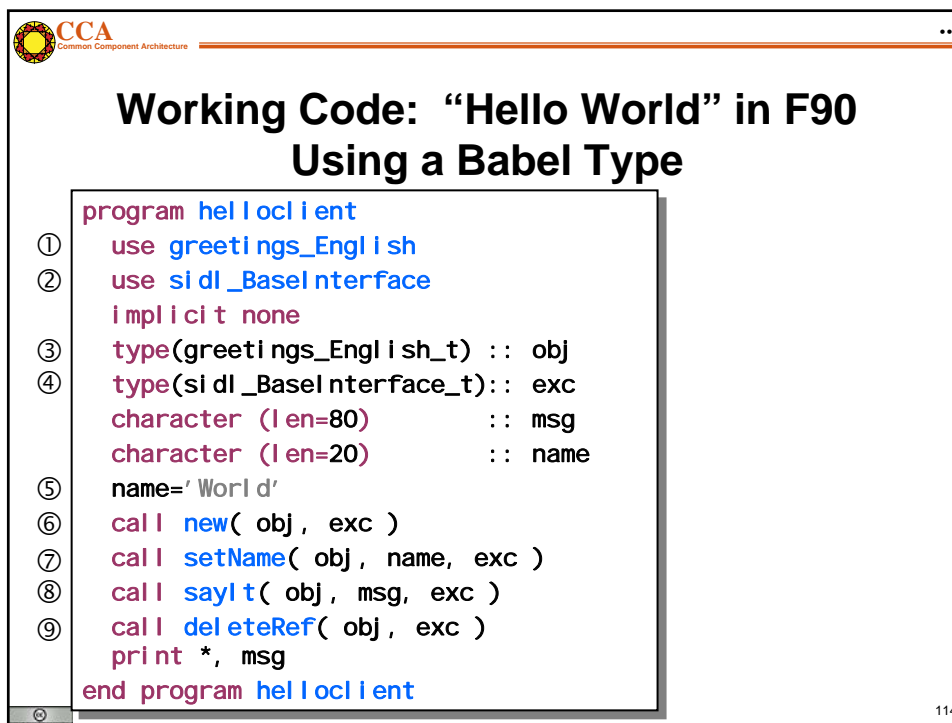 CCA
Common Component Architecture
Working Code: “Hello World” in F90
Using a Babel Type
program helloclient
① use greetings_English
② use sidl_BaseInterface
implicit none
③ type(greetings_English_t) :: obj
④ type(sidl_BaseInterface_t):: exc
character (len=80) :: msg
character (len=20) :: name
⑤ name='World'
⑥ call new( obj, exc )
⑦ call setName( obj, name, exc )
⑧ call sayIt( obj, msg, exc )
⑨ call deleteRef( obj, exc )
print *, msg
end program helloclient